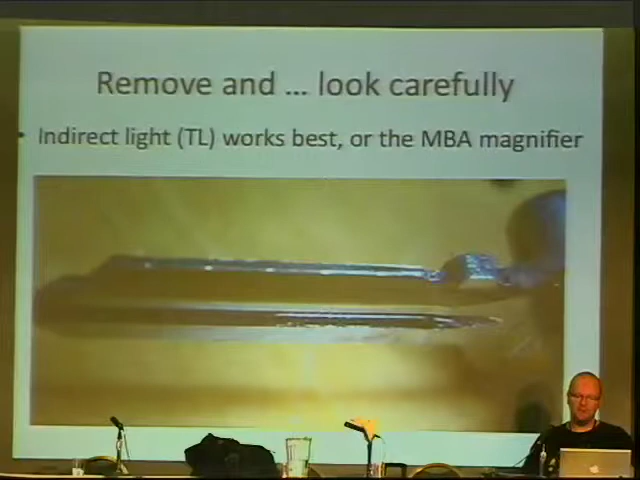 Remove and ... look carefully
• Indirect light (TL) works best, or the MBA magnifier